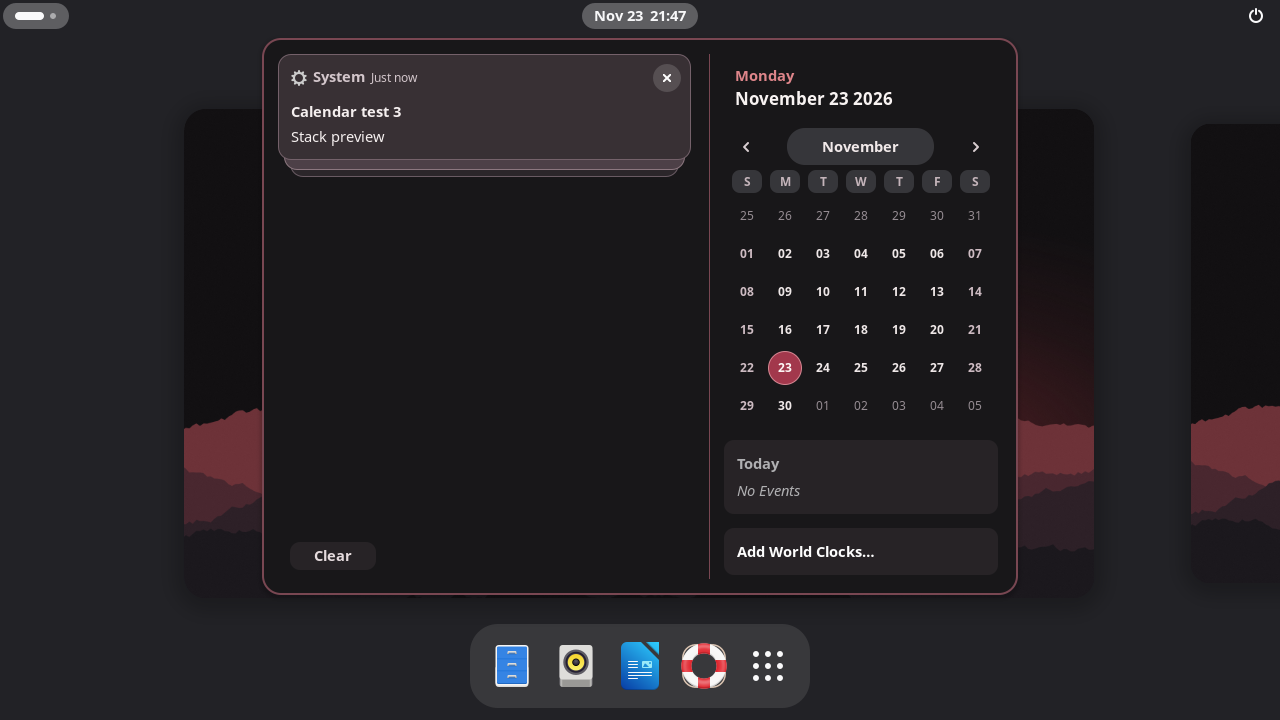 Nov 23 21:47
System Just now
Calendar test 3
Stack preview
Clear
Monday
November 23 2026
November
S M T W T F S
25 26 27 28 29 30 31
01 02 03 04 05 06 07
08 09 10 11 12 13 14
15 16 17 18 19 20 21
22 23 24 25 26 27 28
29 30 01 02 03 04 05
Today
No Events
Add World Clocks...